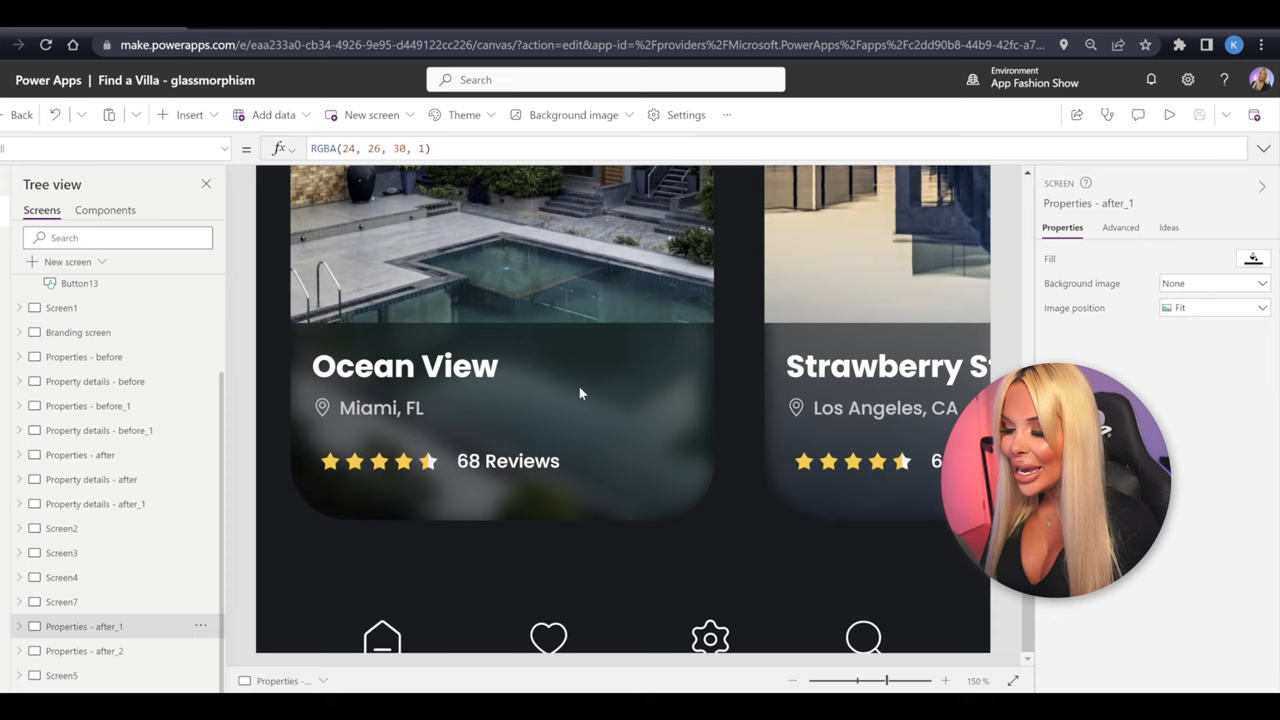 make.powerapps.com/e/eaa233a0-cb34-4926-9e95-d449122cc226/canvas/?action=edit&app-id=%2Fproviders%2FMicrosoft.PowerApps%2Fapps%2Fc2dd90b8-44b9-42fc-a7...
K
Power Apps | Find a Villa - glassmorphism
Search
Environment
App Fashion Show
?
Back
Insert
Add data
New screen
Theme
Background image
Settings
...
ll
=
fx
RGBA(24, 26, 30, 1)
Tree view
Screens
Components
Search
New screen
Button13
Screen1
Branding screen
Properties - before
Property details - before
Properties - before_1
Property details - before_1
Properties - after
Property details - after
Property details - after_1
Screen2
Screen3
Screen4
Screen7
Properties - after_1
...
Properties - after_2
Screen5
Ocean View
Miami, FL
68 Reviews
Strawberry St
Los Angeles, CA
6
Properties -...
150 %
SCREEN
Properties - after_1
Properties
Advanced
Ideas
Fill
Background image
None
Image position
Fit